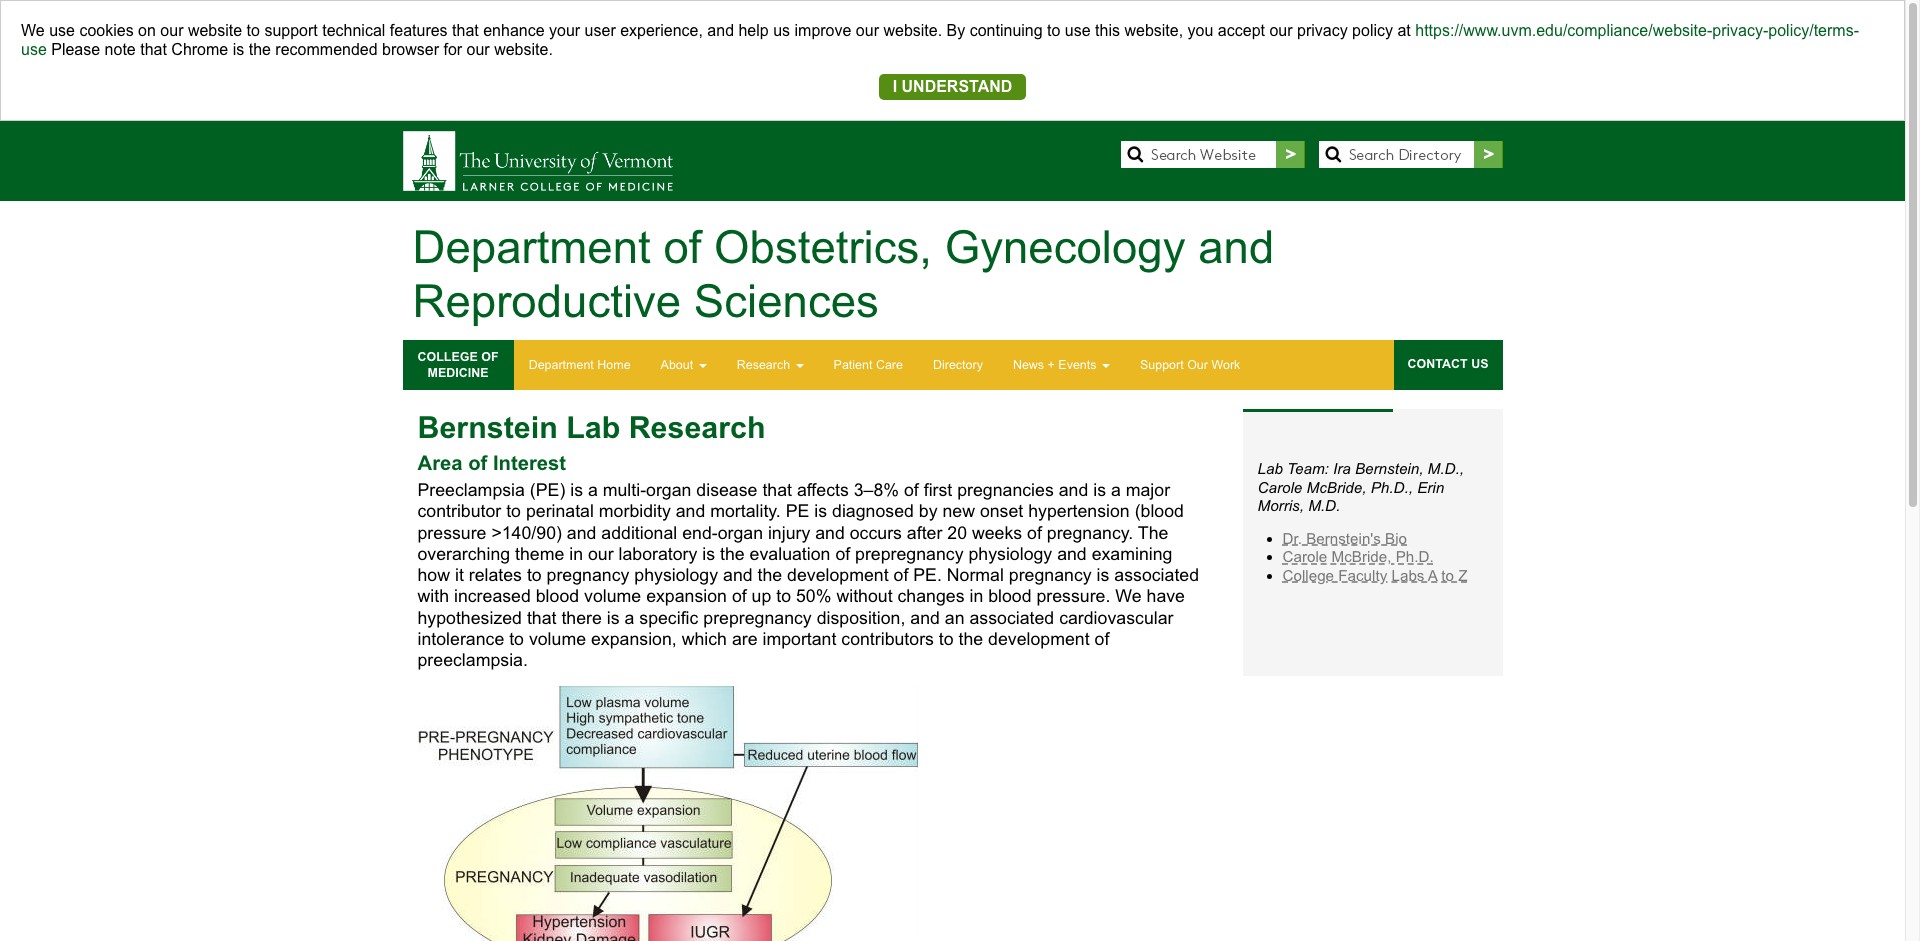 We use cookies on our website to support technical features that enhance your user experience, and help us improve our website. By continuing to use this website, you accept our privacy policy at https://www.uvm.edu/compliance/website-privacy-policy/terms-
use Please note that Chrome is the recommended browser for our website.
I UNDERSTAND
The University of Vermont
LARNER COLLEGE OF MEDICINE
Search Website >
Search Directory >
Department of Obstetrics, Gynecology and
Reproductive Sciences
COLLEGE OF
MEDICINE
Department Home
About
Research
Patient Care
Directory
News + Events
Support Our Work
CONTACT US
Bernstein Lab Research
Area of Interest
Preeclampsia (PE) is a multi-organ disease that affects 3–8% of first pregnancies and is a major
contributor to perinatal morbidity and mortality. PE is diagnosed by new onset hypertension (blood
pressure >140/90) and additional end-organ injury and occurs after 20 weeks of pregnancy. The
overarching theme in our laboratory is the evaluation of prepregnancy physiology and examining
how it relates to pregnancy physiology and the development of PE. Normal pregnancy is associated
with increased blood volume expansion of up to 50% without changes in blood pressure. We have
hypothesized that there is a specific prepregnancy disposition, and an associated cardiovascular
intolerance to volume expansion, which are important contributors to the development of
preeclampsia.
Lab Team: Ira Bernstein, M.D.,
Carole McBride, Ph.D., Erin
Morris, M.D.
Dr. Bernstein's Bio
Carole McBride, Ph.D.
College Faculty Labs A to Z
PRE-PREGNANCY
PHENOTYPE
Low plasma volume
High sympathetic tone
Decreased cardiovascular
compliance
Reduced uterine blood flow
Volume expansion
Low compliance vasculature
PREGNANCY
Inadequate vasodilation
Hypertension
Kidney Damage
IUGR